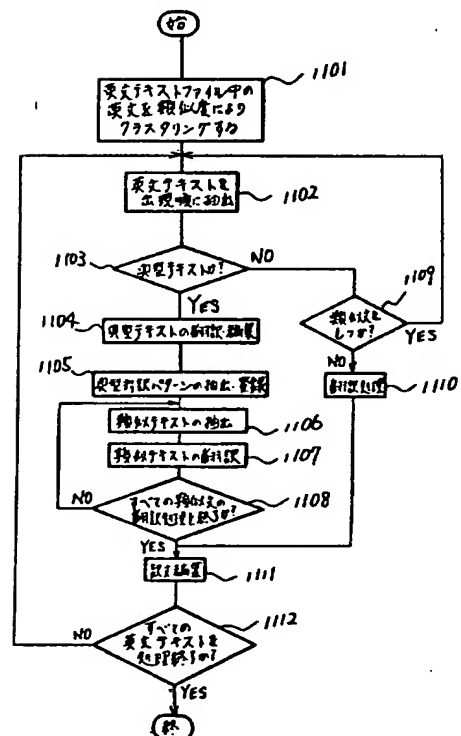 始
1101
英文テキストファイル中の
英文を類似度により
クラスタリングする
英文テキストを
出現順に抽出
1102
1103
典型テキストか?
NO
YES
1109
類似文と
しつか?
YES
NO
1104
典型テキストの翻訳・編集
1105
典型対訳パターンの抽出・登録
1110
翻訳処理
類似テキストの抽出
1106
類似テキストの翻訳
1107
すべての類似文の
翻訳処理を終了か?
1108
NO
YES
1111
1112
すべての
英文テキストを
処理終了か?
NO
YES
終